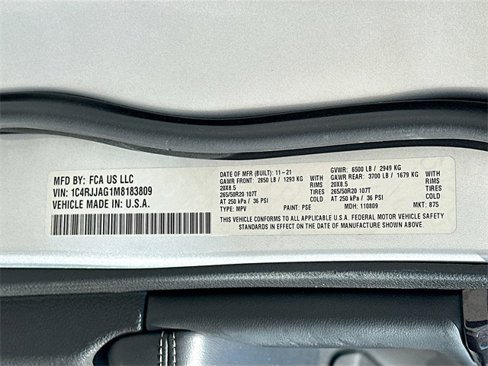 MFD BY: FCA US LLC
VIN: 1C4RJJAG1M8183809
VEHICLE MADE IN: U.S.A.
DATE OF MFR (BUILT): 11-21
GVWR: 6500 LB / 2949 KG
GAWR FRONT: 2850 LB / 1293 KG
GAWR REAR: 3700 LB / 1679 KG
20X8.5 TIRES
20X8.5 TIRES
265/50R20 107T
265/50R20 107T
AT 250 kPa / 36 PSI COLD
AT 250 kPa / 36 PSI COLD
TYPE: MPV PAINT: PSE MDH: 110809 MKT: 875
THIS VEHICLE CONFORMS TO ALL APPLICABLE U.S.A. FEDERAL MOTOR VEHICLE SAFETY
STANDARDS IN EFFECT ON THE DATE OF MANUFACTURE SHOWN ABOVE.